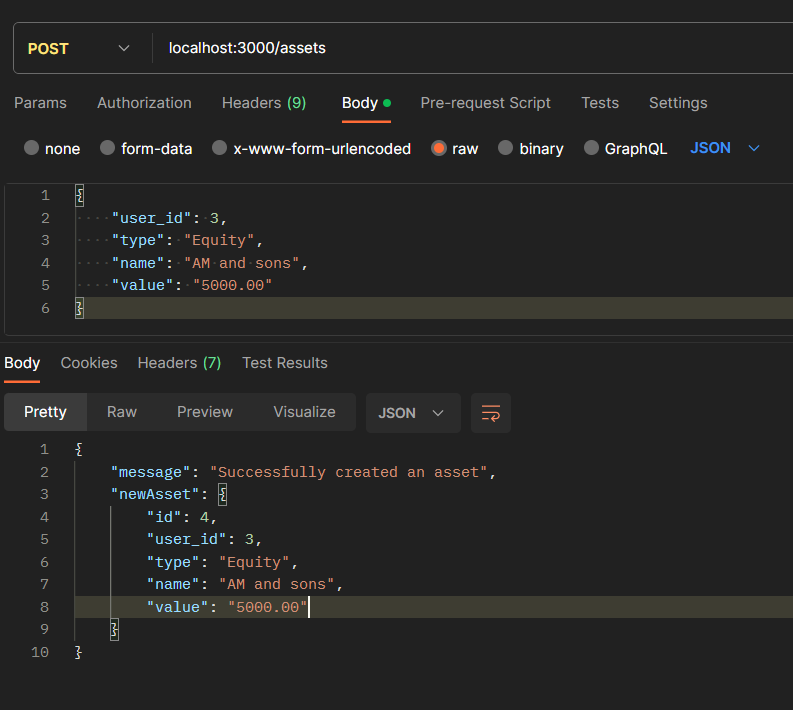 POST localhost:3000/assets
Params Authorization Headers (9) Body Pre-request Script Tests Settings
none form-data x-www-form-urlencoded raw binary GraphQL JSON
1 {
2 "user_id": 3,
3 "type": "Equity",
4 "name": "AM and sons",
5 "value": "5000.00"
6 }
Body Cookies Headers (7) Test Results
Pretty Raw Preview Visualize JSON
1 {
2 "message": "Successfully created an asset",
3 "newAsset": {
4 "id": 4,
5 "user_id": 3,
6 "type": "Equity",
7 "name": "AM and sons",
8 "value": "5000.00"
9 }
10 }